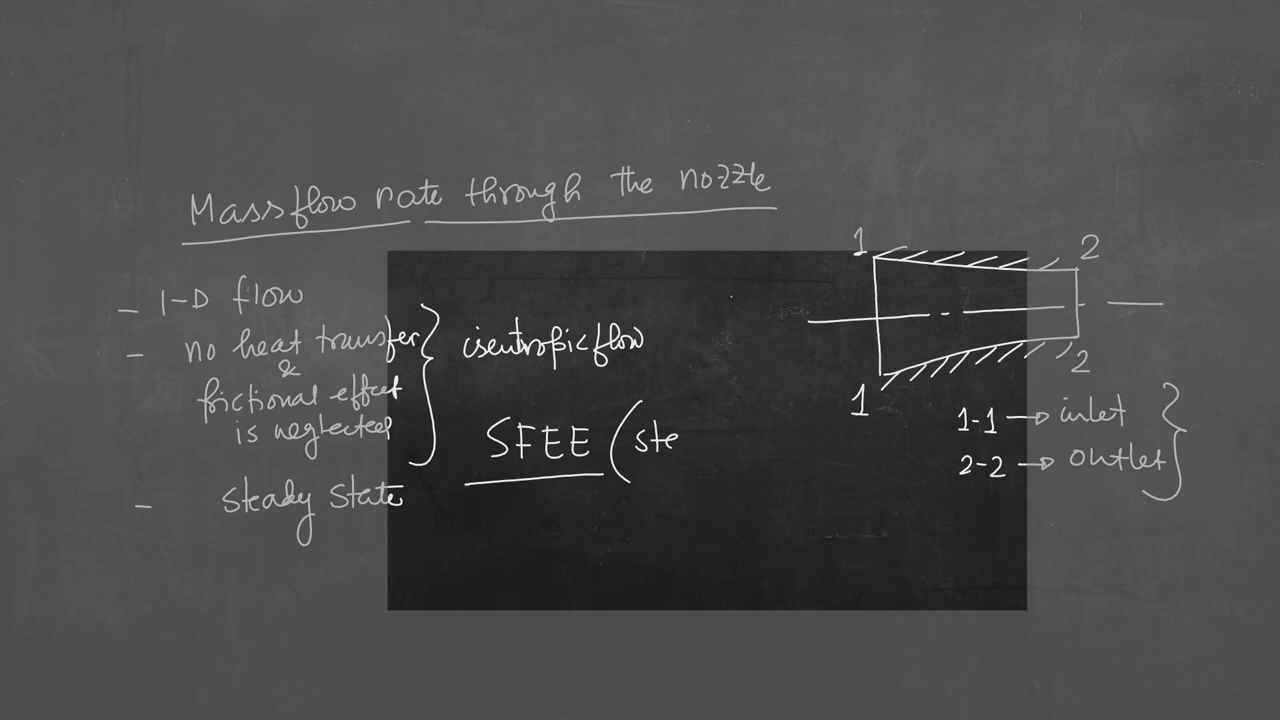 Mass flow rate through the nozzle
- 1-D flow
- no heat transfer
&
frictional effect
is neglected
isentropic flow
SFEE (ste
- steady state
1 2
1 2
1-1 → inlet
2-2 → outlet